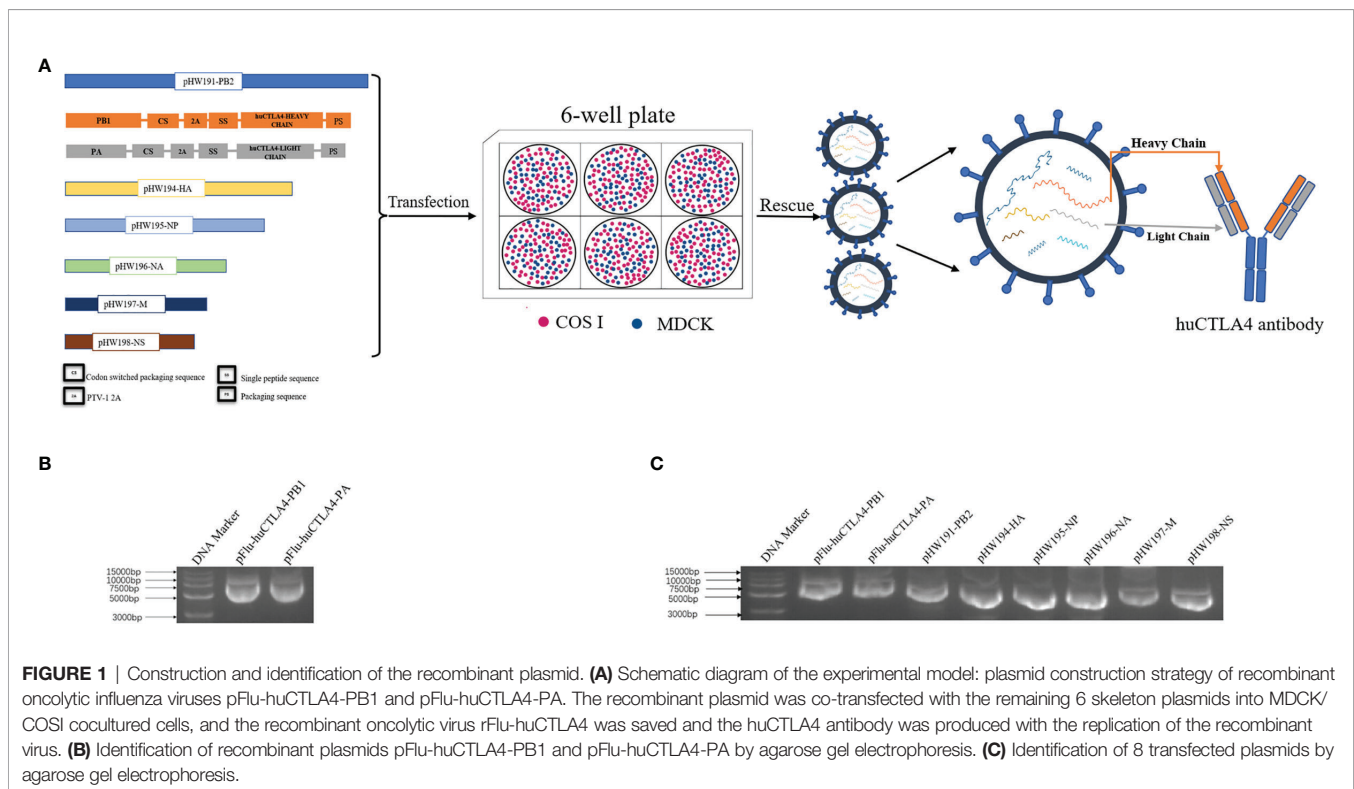 A
pHW191-PB2
PB1 CS 2A SS huCTLA4-HEAVY CHAIN PS
PA CS 2A SS huCTLA4-LIGHT CHAIN PS
pHW194-HA
pHW195-NP
pHW196-NA
pHW197-M
pHW198-NS
CS Codon switched packaging sequence
SS Single peptide sequence
2A PTV-1 2A
PS Packaging sequence
Transfection
6-well plate
COS I MDCK
Rescue
Heavy Chain
Light Chain
huCTLA4 antibody
B
DNA Marker
pFlu-huCTLA4-PB1
pFlu-huCTLA4-PA
15000bp
10000bp
7500bp
5000bp
3000bp
C
DNA Marker
pFlu-huCTLA4-PB1
pFlu-huCTLA4-PA
pHW191-PB2
pHW194-HA
pHW195-NP
pHW196-NA
pHW197-M
pHW198-NS
15000bp
10000bp
7500bp
5000bp
3000bp
FIGURE 1 | Construction and identification of the recombinant plasmid. (A) Schematic diagram of the experimental model: plasmid construction strategy of recombinant
oncolytic influenza viruses pFlu-huCTLA4-PB1 and pFlu-huCTLA4-PA. The recombinant plasmid was co-transfected with the remaining 6 skeleton plasmids into MDCK/
COSI cocultured cells, and the recombinant oncolytic virus rFlu-huCTLA4 was saved and the huCTLA4 antibody was produced with the replication of the recombinant
virus. (B) Identification of recombinant plasmids pFlu-huCTLA4-PB1 and pFlu-huCTLA4-PA by agarose gel electrophoresis. (C) Identification of 8 transfected plasmids by
agarose gel electrophoresis.